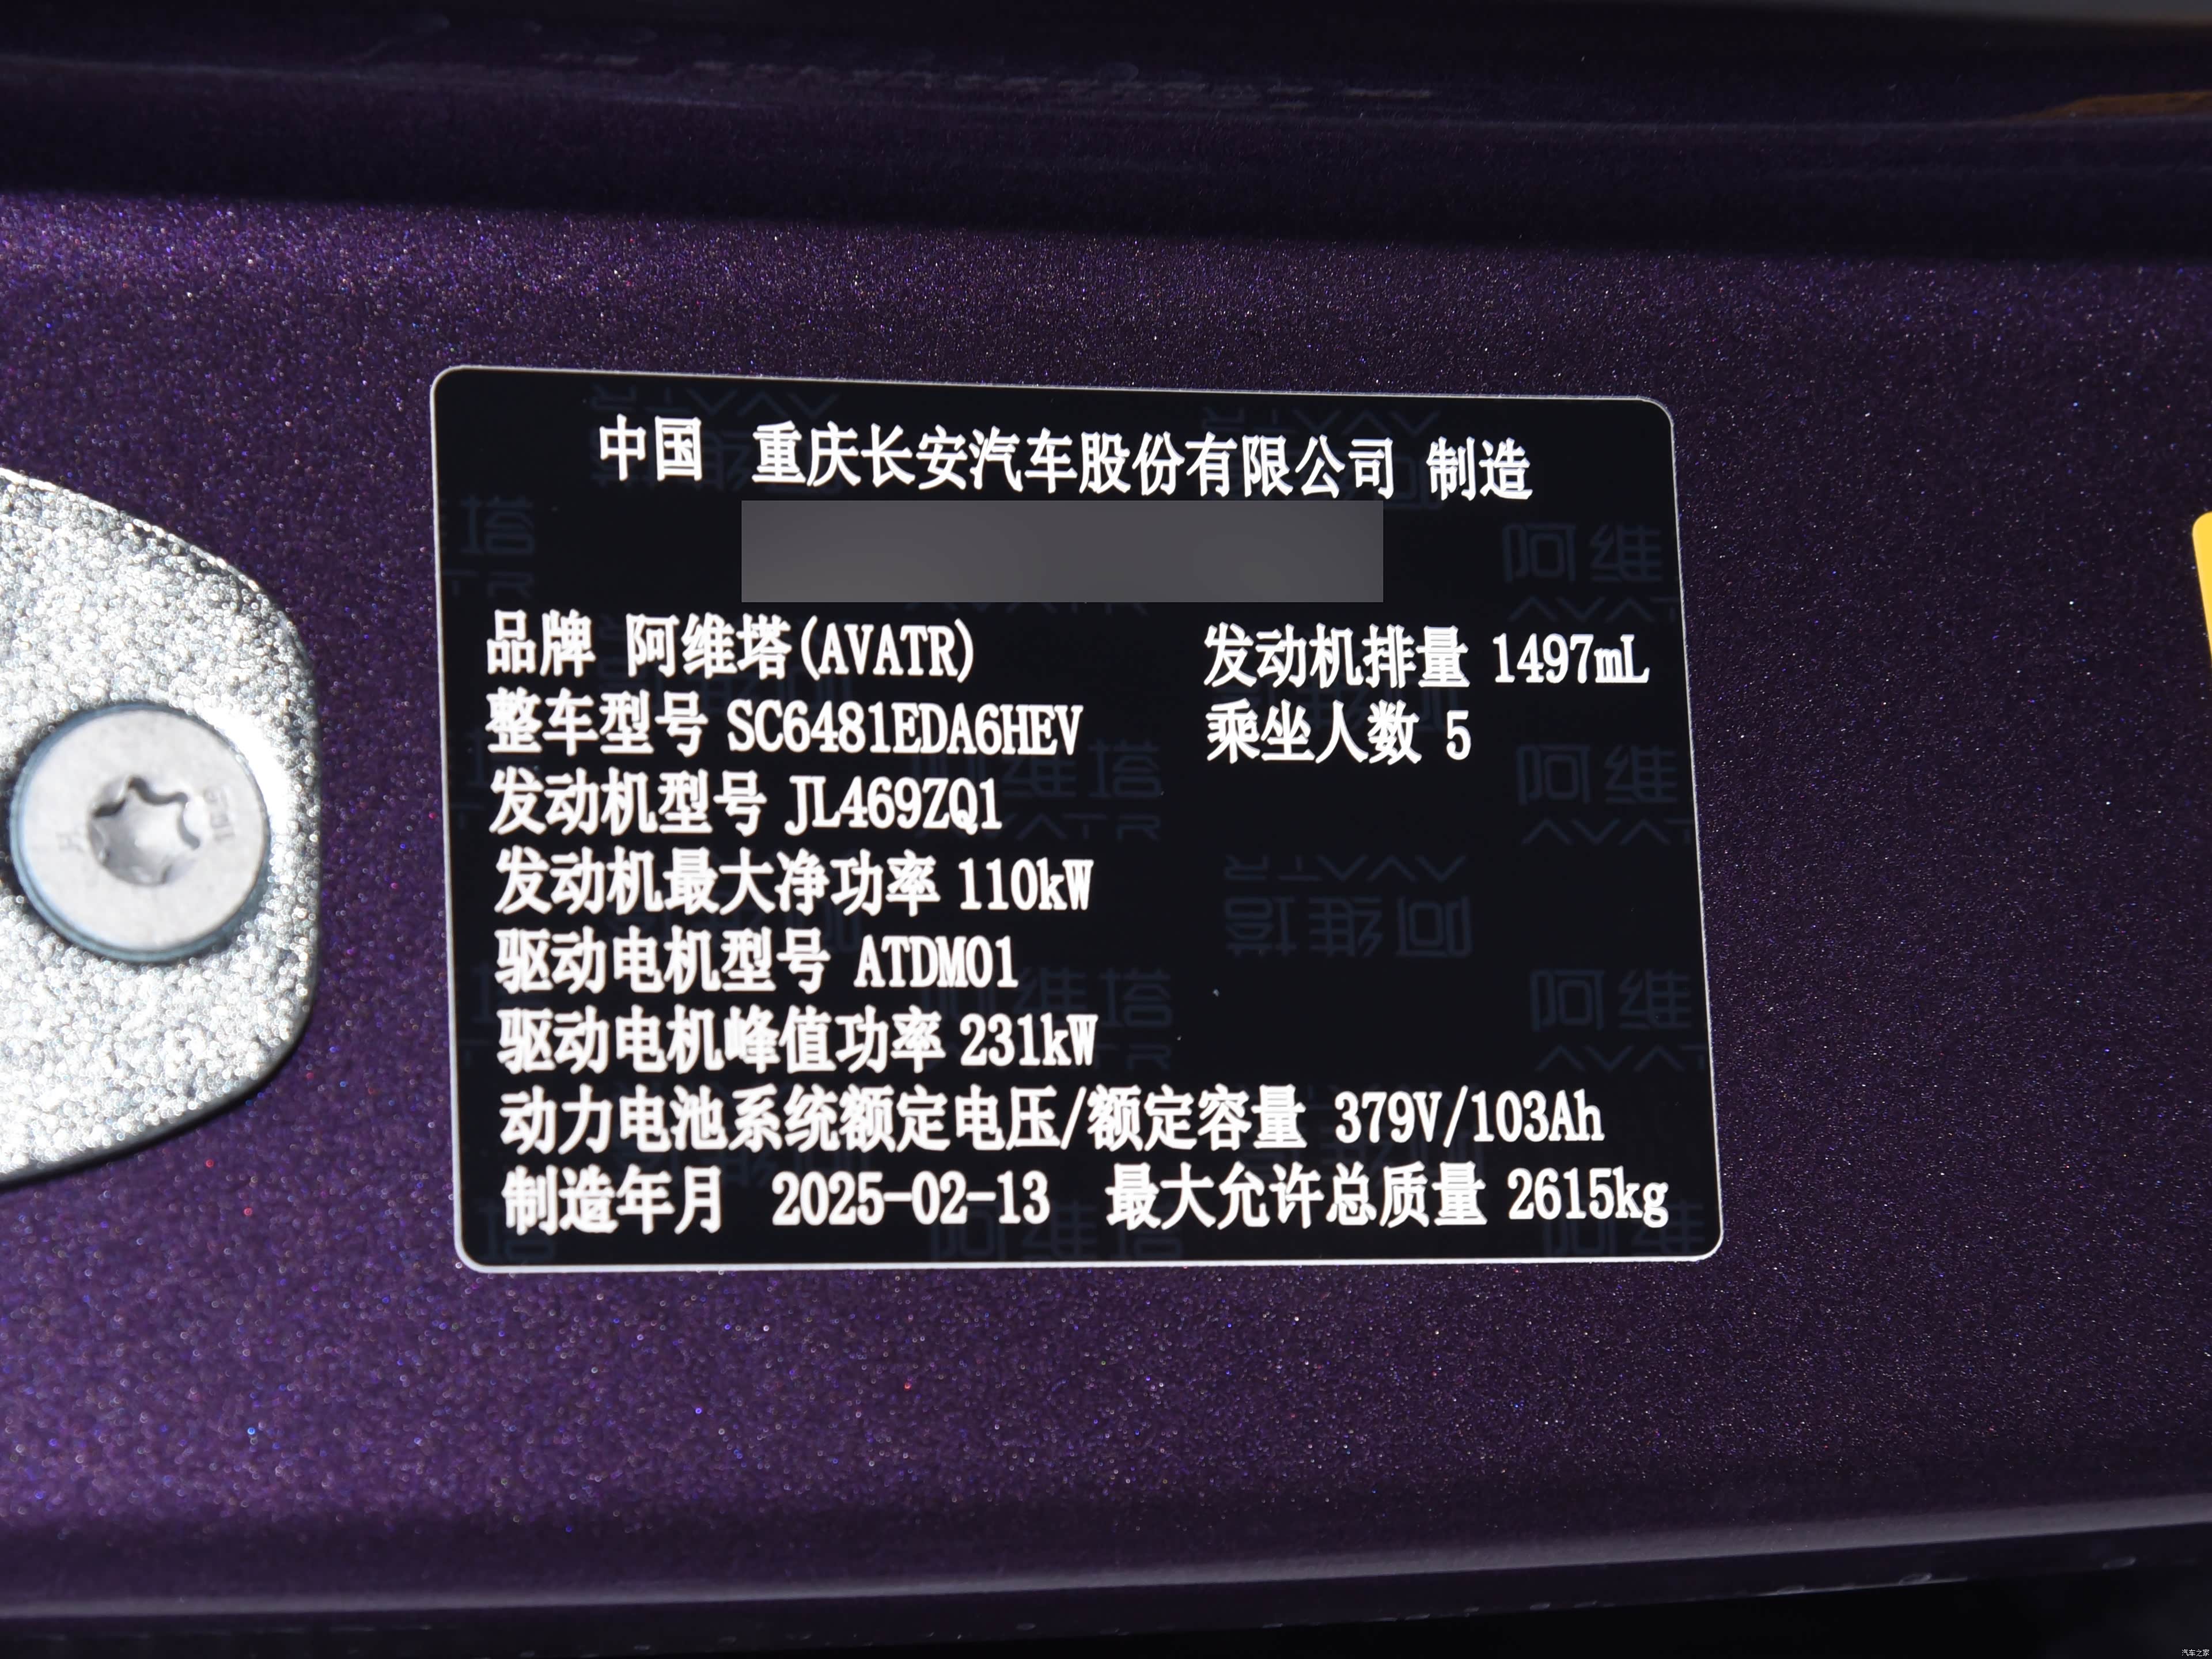 中国 重庆长安汽车股份有限公司 制造
品牌 阿维塔(AVATR) 发动机排量 1497mL
整车型号 SC6481EDA6HEV 乘坐人数 5
发动机型号 JL469ZQ1
发动机最大净功率 110kW
驱动电机型号 ATDM01
驱动电机峰值功率 231kW
动力电池系统额定电压/额定容量 379V/103Ah
制造年月 2025-02-13 最大允许总质量 2615kg
汽车之家